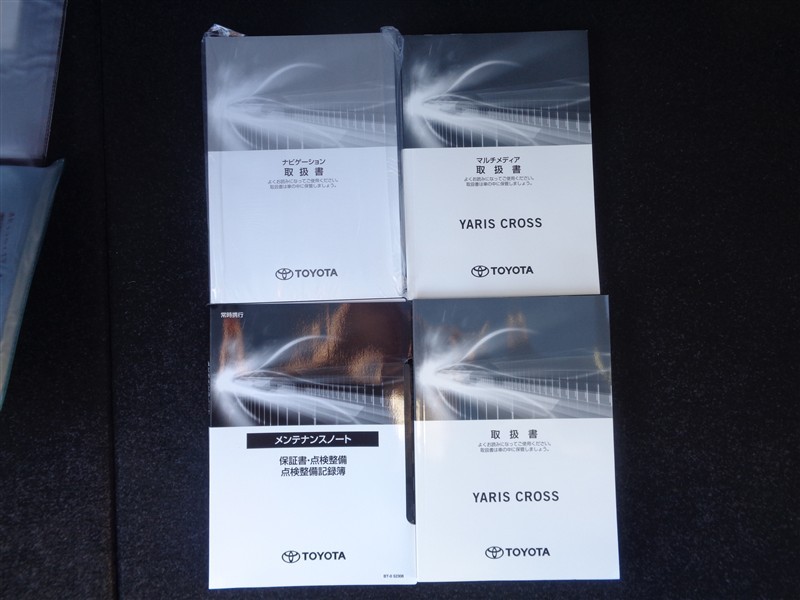 ナビゲーション
取扱書
よくお読みになってご使用ください。
取扱書は車の中に保管しましょう。
TOYOTA
マルチメディア
取扱書
よくお読みになってご使用ください。
取扱書は車の中に保管しましょう。
YARIS CROSS
TOYOTA
常時携行
メンテナンスノート
保証書・点検整備
点検整備記録簿
TOYOTA
取扱書
よくお読みになってご使用ください。
取扱書は車の中に保管しましょう。
YARIS CROSS
TOYOTA